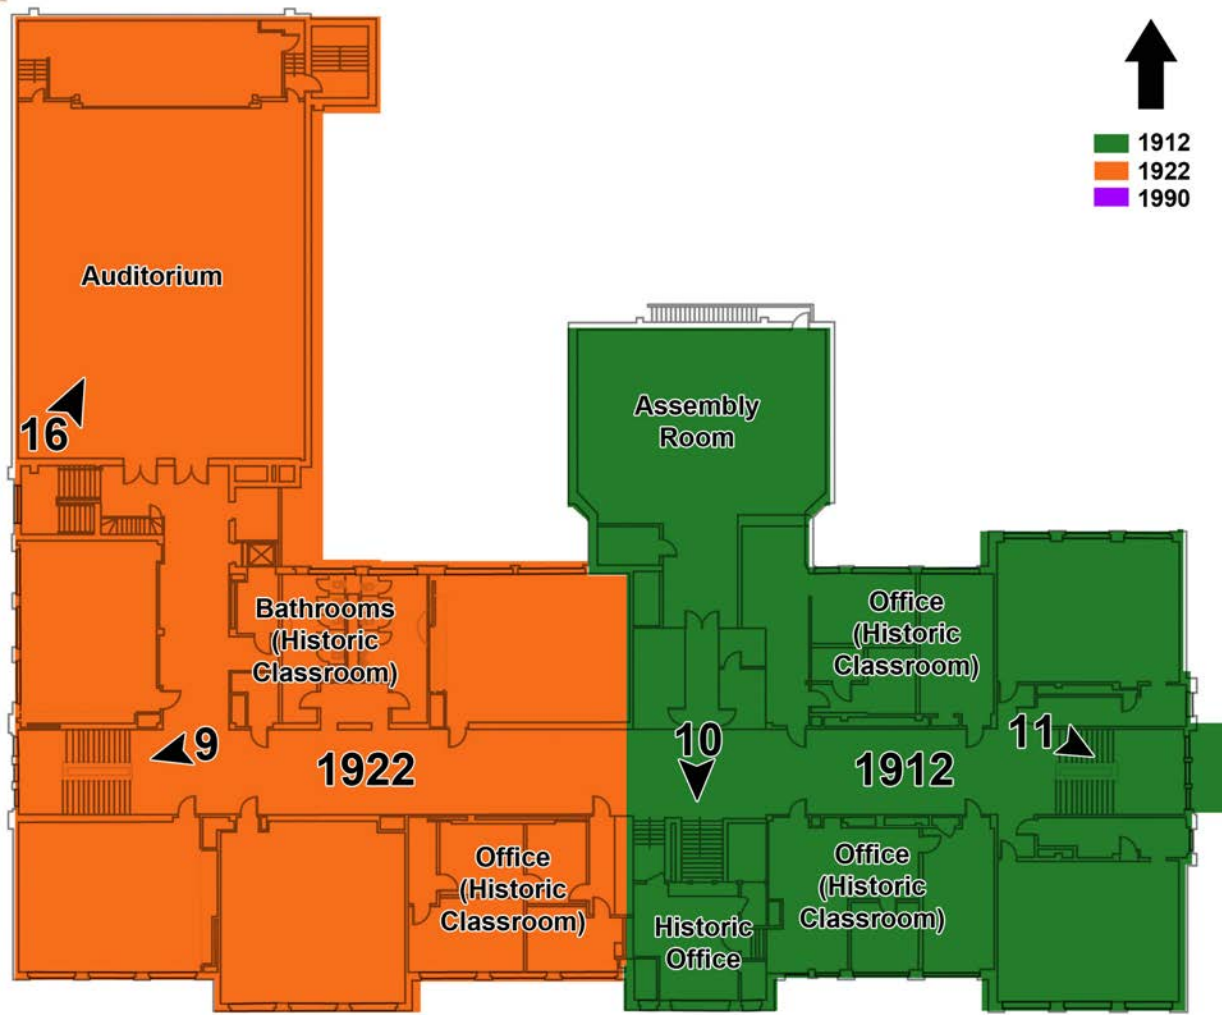 1912
1922
1990
Auditorium
16
Assembly
Room
Bathrooms
(Historic
Classroom)
Office
(Historic
Classroom)
9
1922
10
1912
11
Office
(Historic
Classroom)
Historic
Office
Office
(Historic
Classroom)